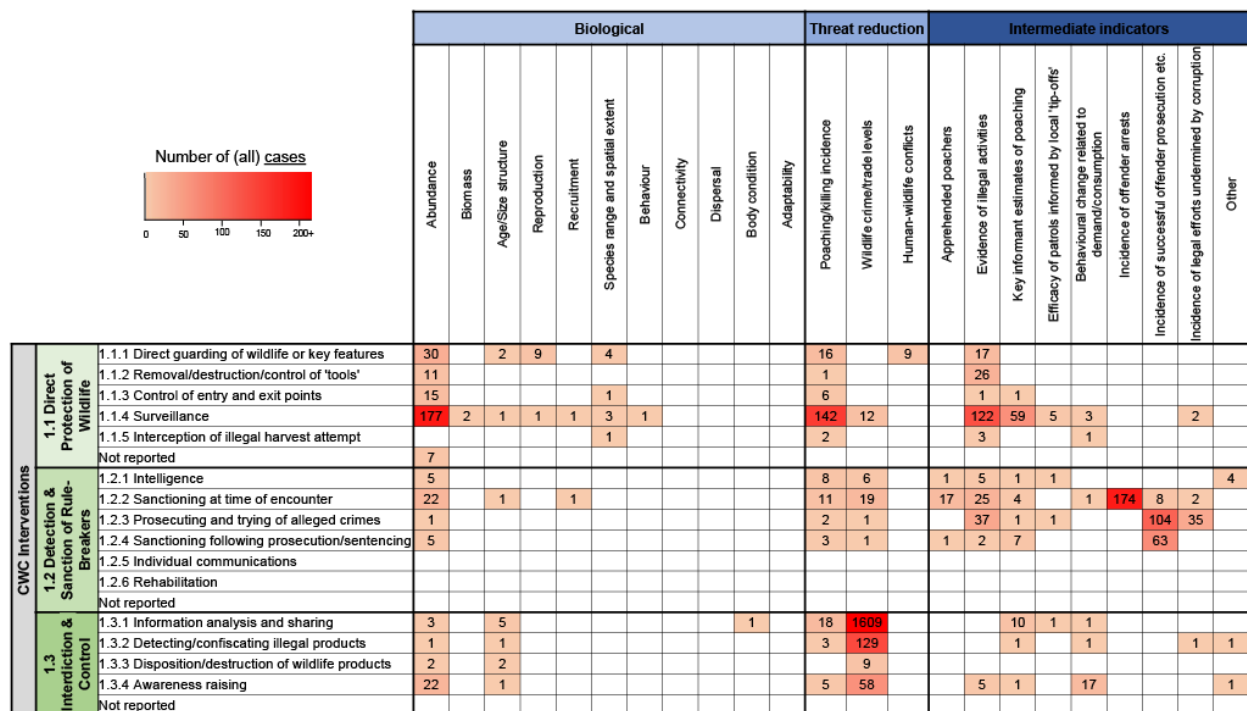 Biological Threat reduction Intermediate indicators
Number of (all) cases
0 50 100 150 200+
Abundance
Biomass
Age/Size structure
Reproduction
Recruitment
Species range and spatial extent
Behaviour
Connectivity
Dispersal
Body condition
Adaptability
Poaching/killing incidence
Wildlife crime/trade levels
Human-wildlife conflicts
Apprehended poachers
Evidence of illegal activities
Key informant estimates of poaching
Efficacy of patrols informed by local 'tip-offs'
Behavioural change related to
demand/consumption
Incidence of offender arrests
Incidence of successful offender prosecution etc.
Incidence of legal efforts undermined by corruption
Other
CWC Interventions
1.1 Direct
Protection of
Wildlife
1.1.1 Direct guarding of wildlife or key features 30 2 9 4 16 9 17
1.1.2 Removal/destruction/control of 'tools' 11 1 26
1.1.3 Control of entry and exit points 15 1 6 1 1
1.1.4 Surveillance 177 2 1 1 1 3 1 142 12 122 59 5 3 2
1.1.5 Interception of illegal harvest attempt 1 2 3 1
Not reported 7
1.2 Detection &
Sanction of Rule-
Breakers
1.2.1 Intelligence 5 8 6 1 5 1 1 4
1.2.2 Sanctioning at time of encounter 22 1 1 11 19 17 25 4 1 174 8 2
1.2.3 Prosecuting and trying of alleged crimes 1 2 1 37 1 1 104 35
1.2.4 Sanctioning following prosecution/sentencing 5 3 1 1 2 7 63
1.2.5 Individual communications
1.2.6 Rehabilitation
Not reported
1.3
Interdiction &
Control
1.3.1 Information analysis and sharing 3 5 1 18 1609 10 1 1
1.3.2 Detecting/confiscating illegal products 1 1 3 129 1 1 1 1
1.3.3 Disposition/destruction of wildlife products 2 2 9
1.3.4 Awareness raising 22 1 5 58 5 1 17 1
Not reported